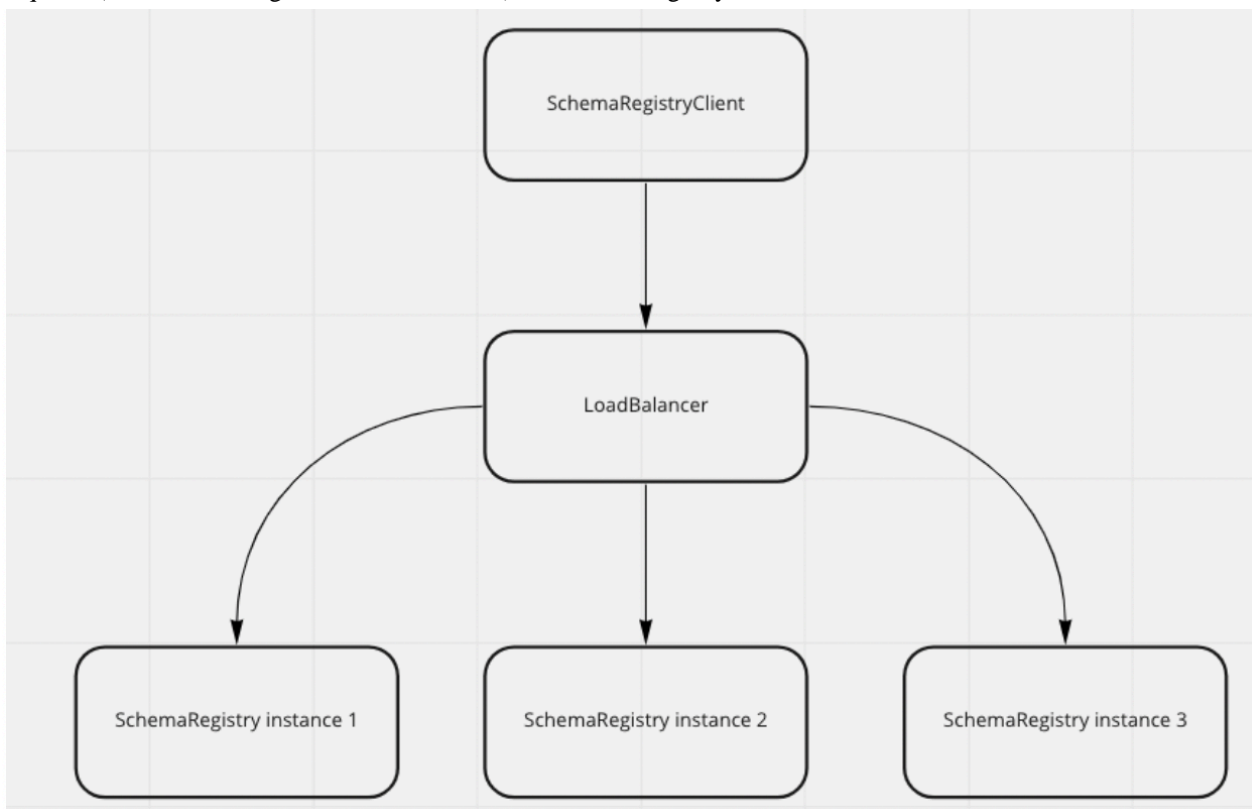 SchemaRegistryClient
LoadBalancer
SchemaRegistry instance 1
SchemaRegistry instance 2
SchemaRegistry instance 3